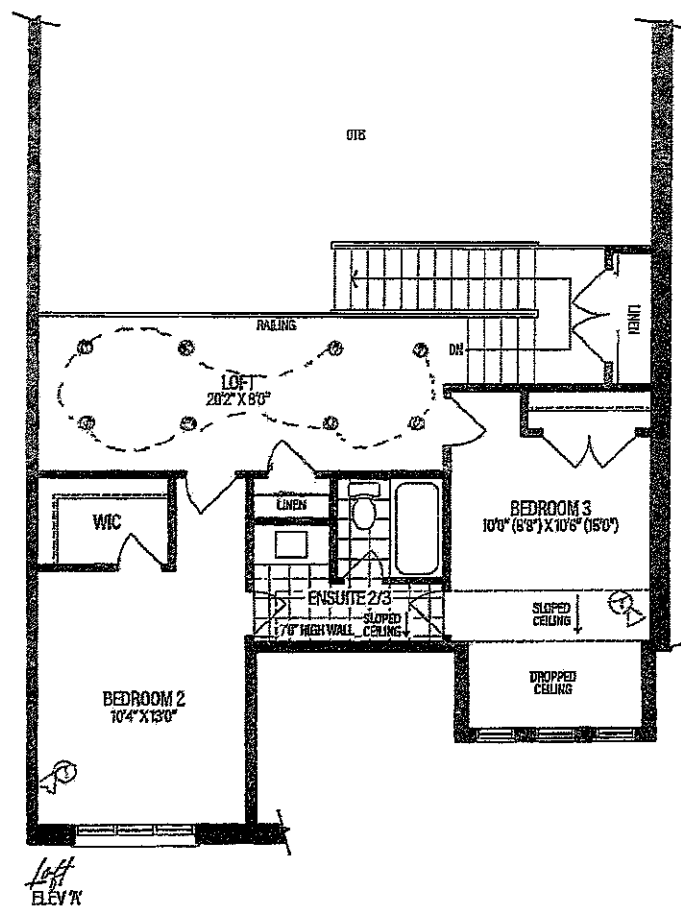 OTB
LINEN
RAILING
DN
LOFT
20'2" X 8'0"
BEDROOM 3
10'0" (8'8") X 10'6" (15'0")
WIC
LINEN
ENSUITE 2/3
SLOPED
CEILING
7'0" HIGH WALL
SLOPED
CEILING
DROPPED
CEILING
BEDROOM 2
10'4" X 13'0"
Loft
ELEV 'A'